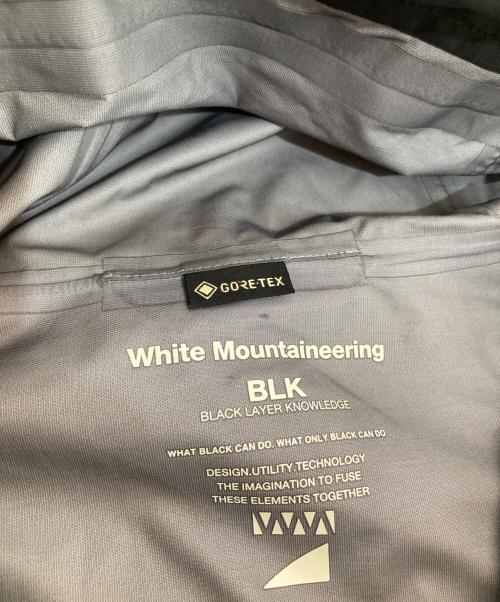 GORE-TEX
White Mountaineering
BLK
BLACK LAYER KNOWLEDGE
WHAT BLACK CAN DO. WHAT ONLY BLACK CAN DO
DESIGN.UTILITY.TECHNOLOGY
THE IMAGINATION TO FUSE
THESE ELEMENTS TOGETHER